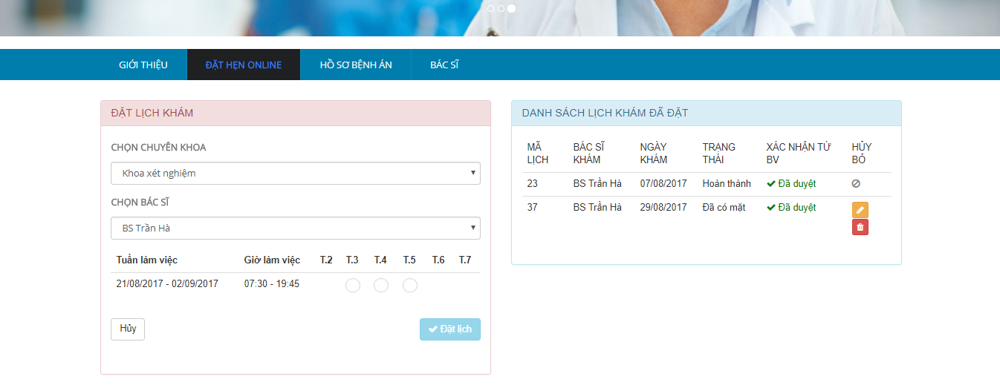 GIỚI THIỆU ĐẶT HẸN ONLINE HỒ SƠ BỆNH ÁN BÁC SĨ
ĐẶT LỊCH KHÁM
CHỌN CHUYÊN KHOA
Khoa xét nghiệm
CHỌN BÁC SĨ
BS Trần Hà
Tuần làm việc Giờ làm việc T.2 T.3 T.4 T.5 T.6 T.7
21/08/2017 - 02/09/2017 07:30 - 19:45
Hủy Đặt lịch
DANH SÁCH LỊCH KHÁM ĐÃ ĐẶT
MÃ BÁC SĨ NGÀY TRẠNG XÁC NHẬN TỪ HỦY
LỊCH KHÁM KHÁM THÁI BV BỎ
23 BS Trần Hà 07/08/2017 Hoàn thành Đã duyệt
37 BS Trần Hà 29/08/2017 Đã có mặt Đã duyệt